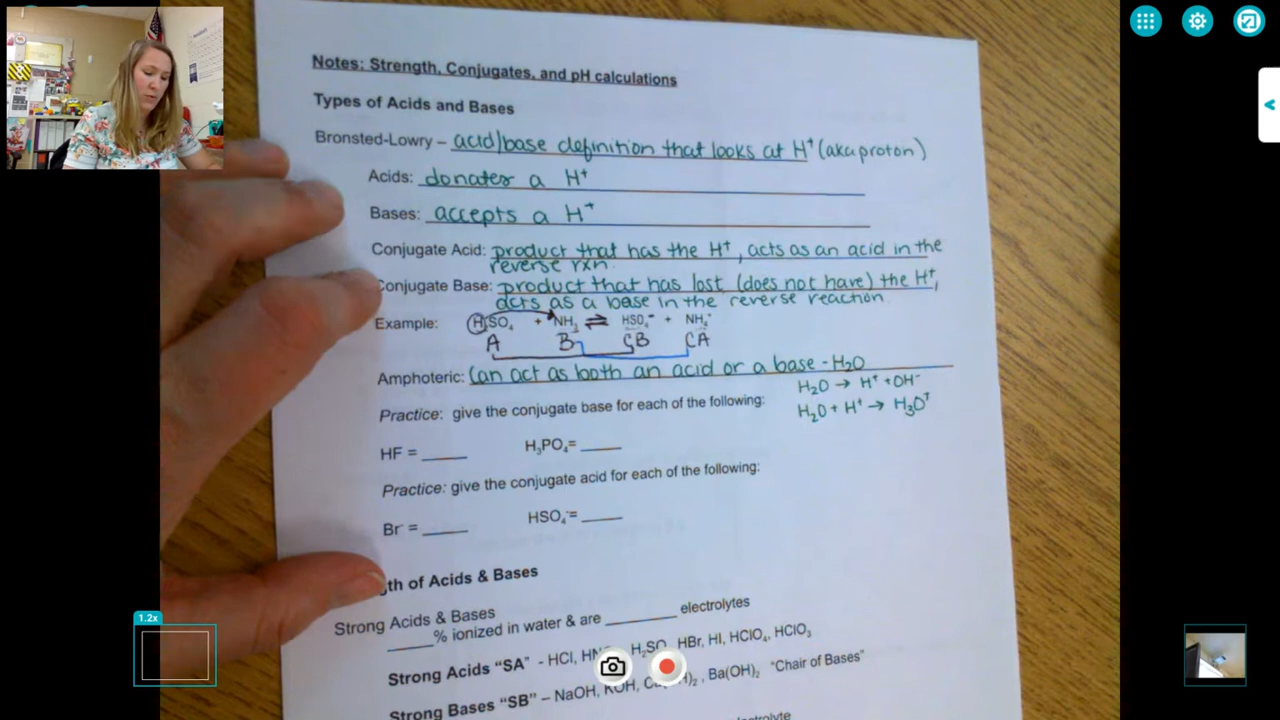 Notes: Strength, Conjugates, and pH calculations
Types of Acids and Bases
Bronsted-Lowry – acid/base definition that looks at H⁺ (aka proton)
Acids: donates a H⁺
Bases: accepts a H⁺
Conjugate Acid: product that has the H⁺, acts as an acid in the
reverse rxn.
Conjugate Base: product that has lost (does not have) the H⁺,
acts as a base in the reverse reaction
Example: H₂SO₄ + NH₃ ⇌ HSO₄⁻ + NH₄⁺
A B CB CA
Amphoteric: Can act as both an acid or a base - H₂O
H₂O → H⁺ + OH⁻
H₂O + H⁺ → H₃O⁺
Practice: give the conjugate base for each of the following:
HF = ____ H₃PO₄= ____
Practice: give the conjugate acid for each of the following:
Br⁻ = ____ HSO₄⁻= ____
of Acids & Bases
Strong Acids & Bases
____% ionized in water & are ____ electrolytes
Strong Acids "SA" - HCl, H₂SO HBr, HI, HClO₄, HClO₃
Strong Bases "SB" – NaOH, KOH, Ba(OH)₂ "Chair of Bases"
1.2x